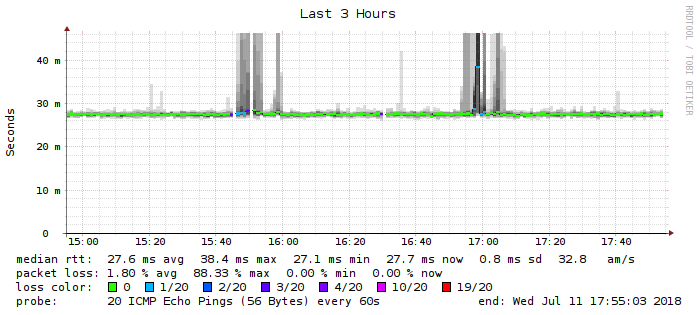 Last 3 Hours
RRDTOOL / TOBI OETIKER
Seconds
40 m
30 m
20 m
10 m
0
15:00 15:20 15:40 16:00 16:20 16:40 17:00 17:20 17:40
median rtt: 27.6 ms avg 38.4 ms max 27.1 ms min 27.7 ms now 0.8 ms sd 32.8 am/s
packet loss: 1.80 % avg 88.33 % max 0.00 % min 0.00 % now
loss color: 0 1/20 2/20 3/20 4/20 10/20 19/20
probe: 20 ICMP Echo Pings (56 Bytes) every 60s end: Wed Jul 11 17:55:03 2018